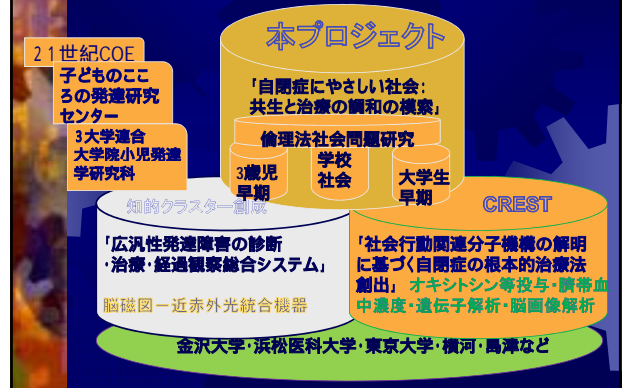 21世紀COE
子どものここ
ろの発達研究
センター
3大学連合
大学院小児発達
学研究科
本プロジェクト
「自閉症にやさしい社会:
共生と治療の調和の模索」
倫理法社会問題研究
3歳児
早期
学校
社会
大学生
早期
知的クラスター創成
「広汎性発達障害の診断
・治療・経過観察総合システム」
脳磁図－近赤外光統合機器
CREST
「社会行動関連分子機構の解明
に基づく自閉症の根本的治療法
創出」 オキシトシン等投与・臍帯血
中濃度・遺伝子解析・脳画像解析
金沢大学・浜松医科大学・東京大学・横河・島津など